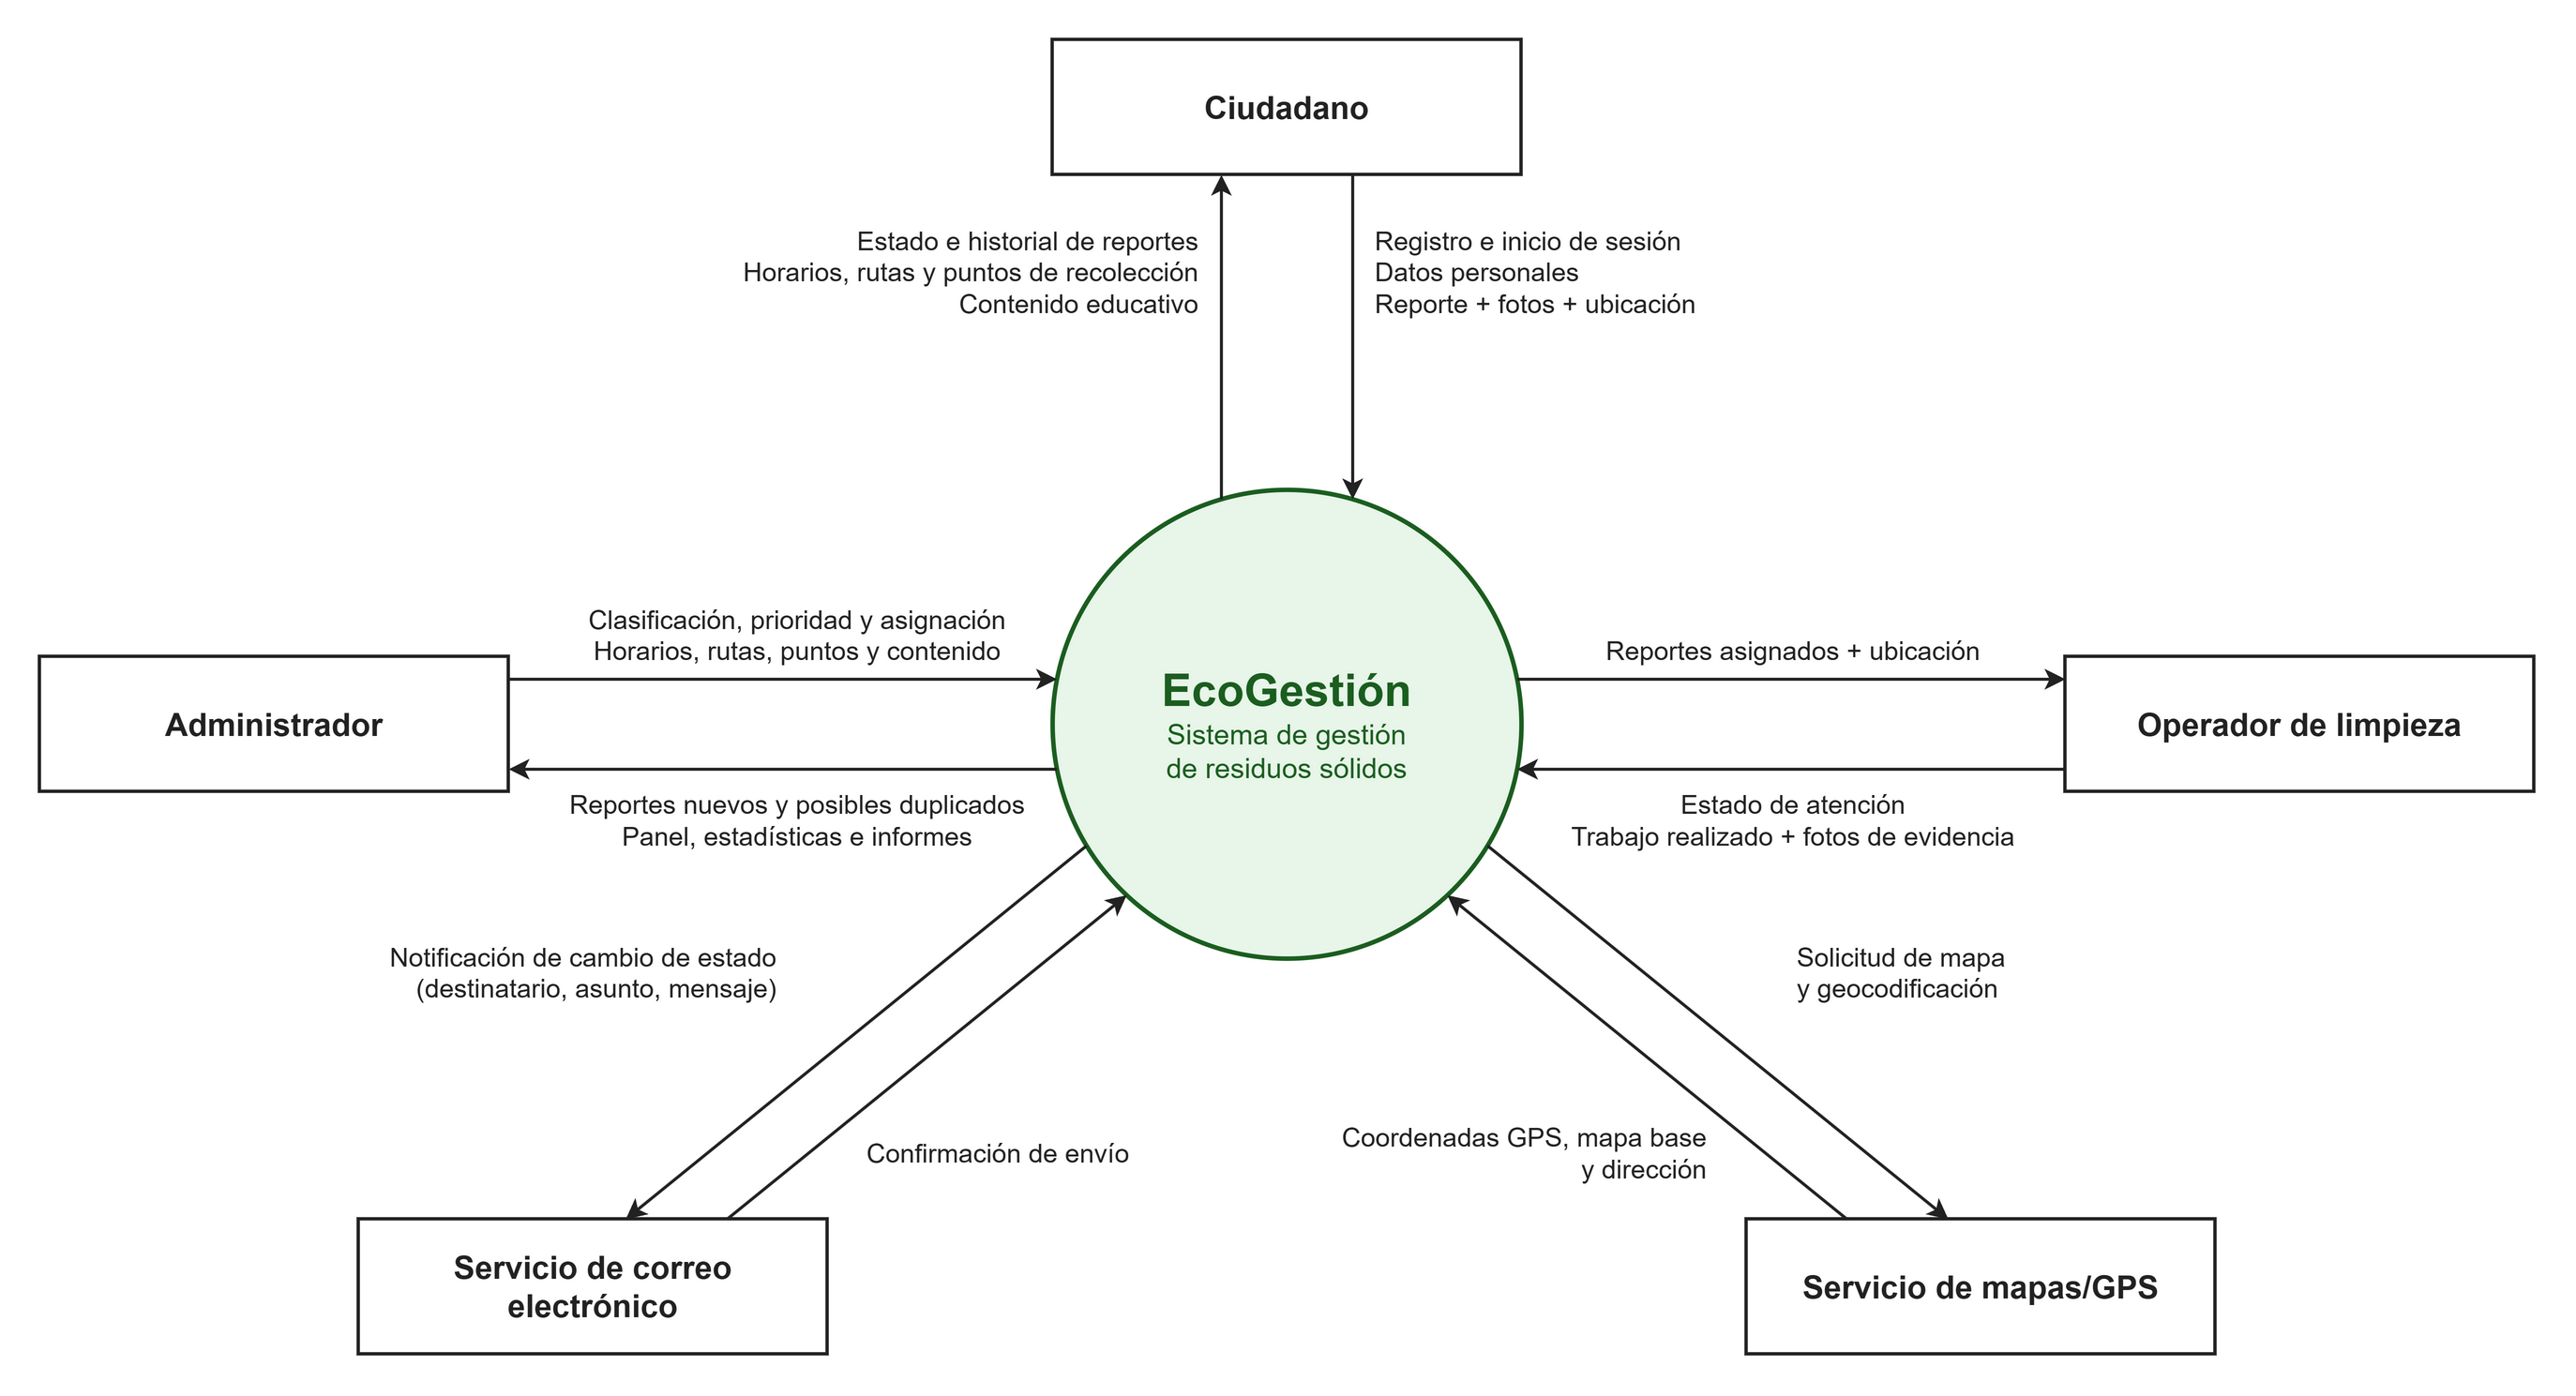 Ciudadano
Estado e historial de reportes
Horarios, rutas y puntos de recolección
Contenido educativo
Registro e inicio de sesión
Datos personales
Reporte + fotos + ubicación
Clasificación, prioridad y asignación
Horarios, rutas, puntos y contenido
Administrador
Reportes nuevos y posibles duplicados
Panel, estadísticas e informes
EcoGestión
Sistema de gestión
de residuos sólidos
Reportes asignados + ubicación
Operador de limpieza
Estado de atención
Trabajo realizado + fotos de evidencia
Notificación de cambio de estado
(destinatario, asunto, mensaje)
Confirmación de envío
Solicitud de mapa
y geocodificación
Coordenadas GPS, mapa base
y dirección
Servicio de correo
electrónico
Servicio de mapas/GPS